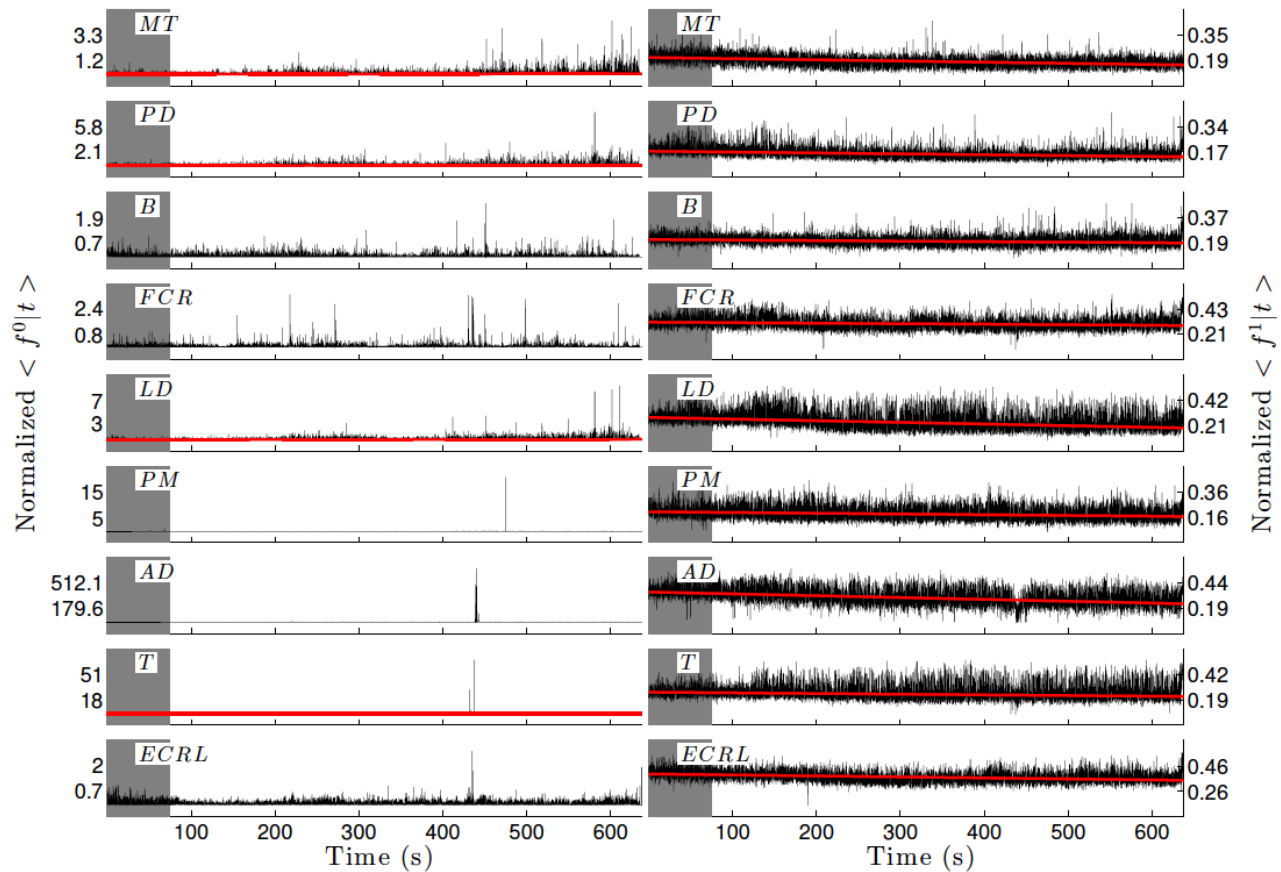 MT
3.3
1.2
MT
0.35
0.19
PD
5.8
2.1
PD
0.34
0.17
B
1.9
0.7
B
0.37
0.19
FCR
2.4
0.8
FCR
0.43
0.21
LD
7
3
LD
0.42
0.21
PM
15
5
PM
0.36
0.16
AD
512.1
179.6
AD
0.44
0.19
T
51
18
T
0.42
0.19
ECRL
2
0.7
ECRL
0.46
0.26
Normalized < f⁰|t >
Normalized < f¹|t >
100 200 300 400 500 600
100 200 300 400 500 600
Time (s)
Time (s)